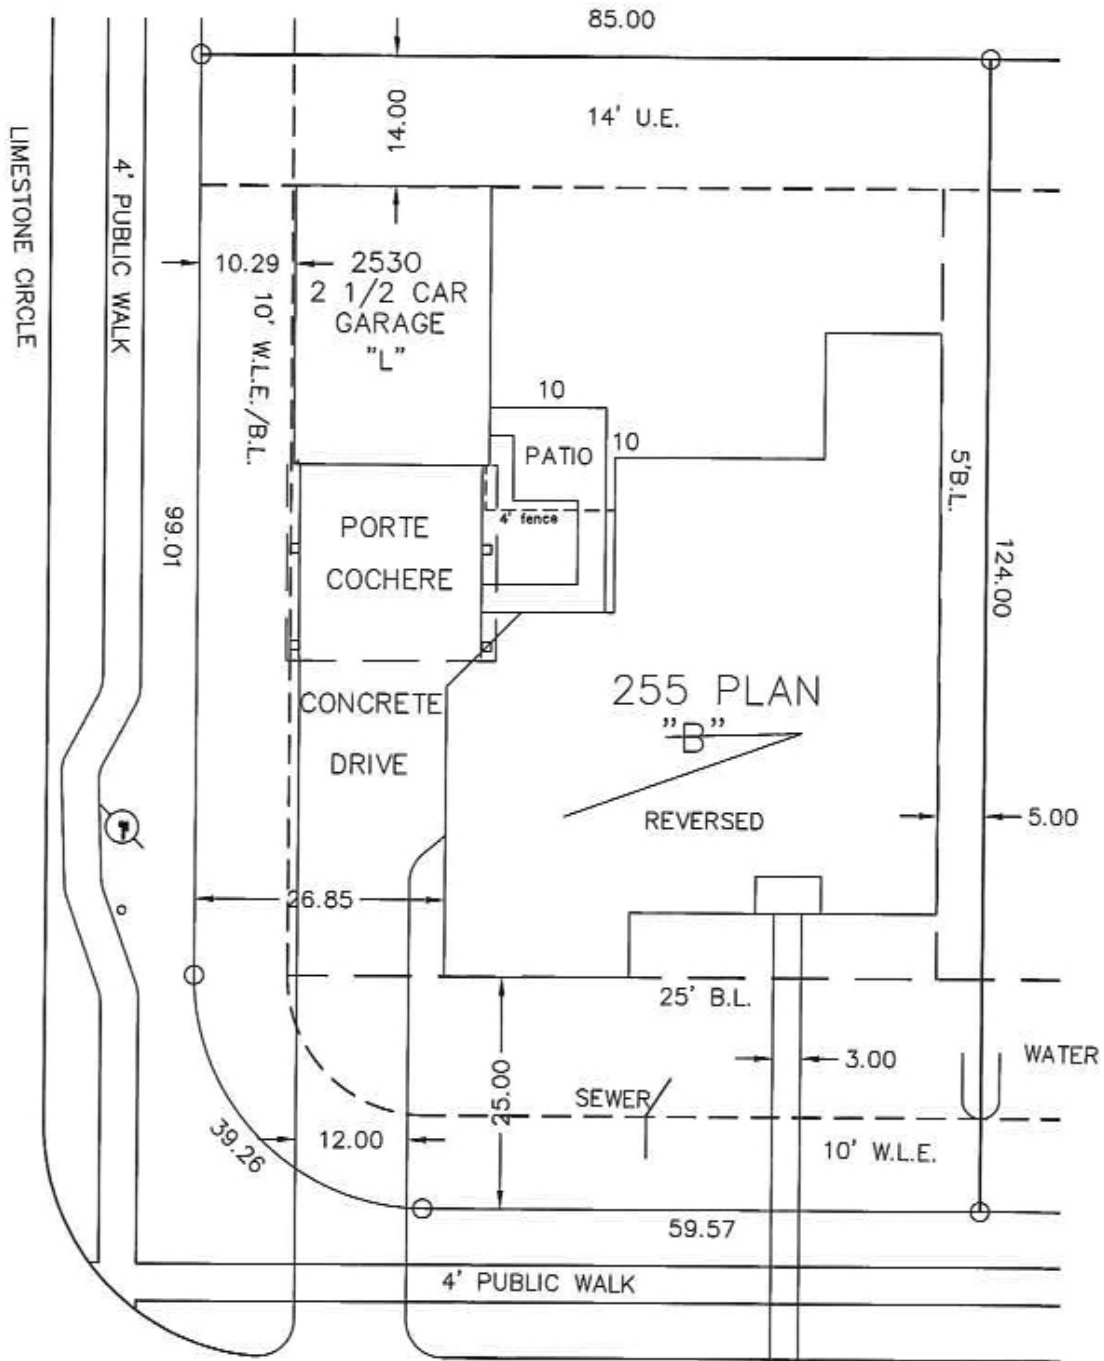 85.00
14.00
14' U.E.
LIMESTONE CIRCLE
4' PUBLIC WALK
10.29
2530
2 1/2 CAR
GARAGE
"L"
10' W.L.E./B.L.
10
10
PATIO
4' fence
5'B.L.
99.01
124.00
PORTE
COCHERE
CONCRETE
DRIVE
255 PLAN
"B"
REVERSED
5.00
26.85
25' B.L.
25.00
3.00
WATER
SEWER
39.26
12.00
10' W.L.E.
59.57
4' PUBLIC WALK